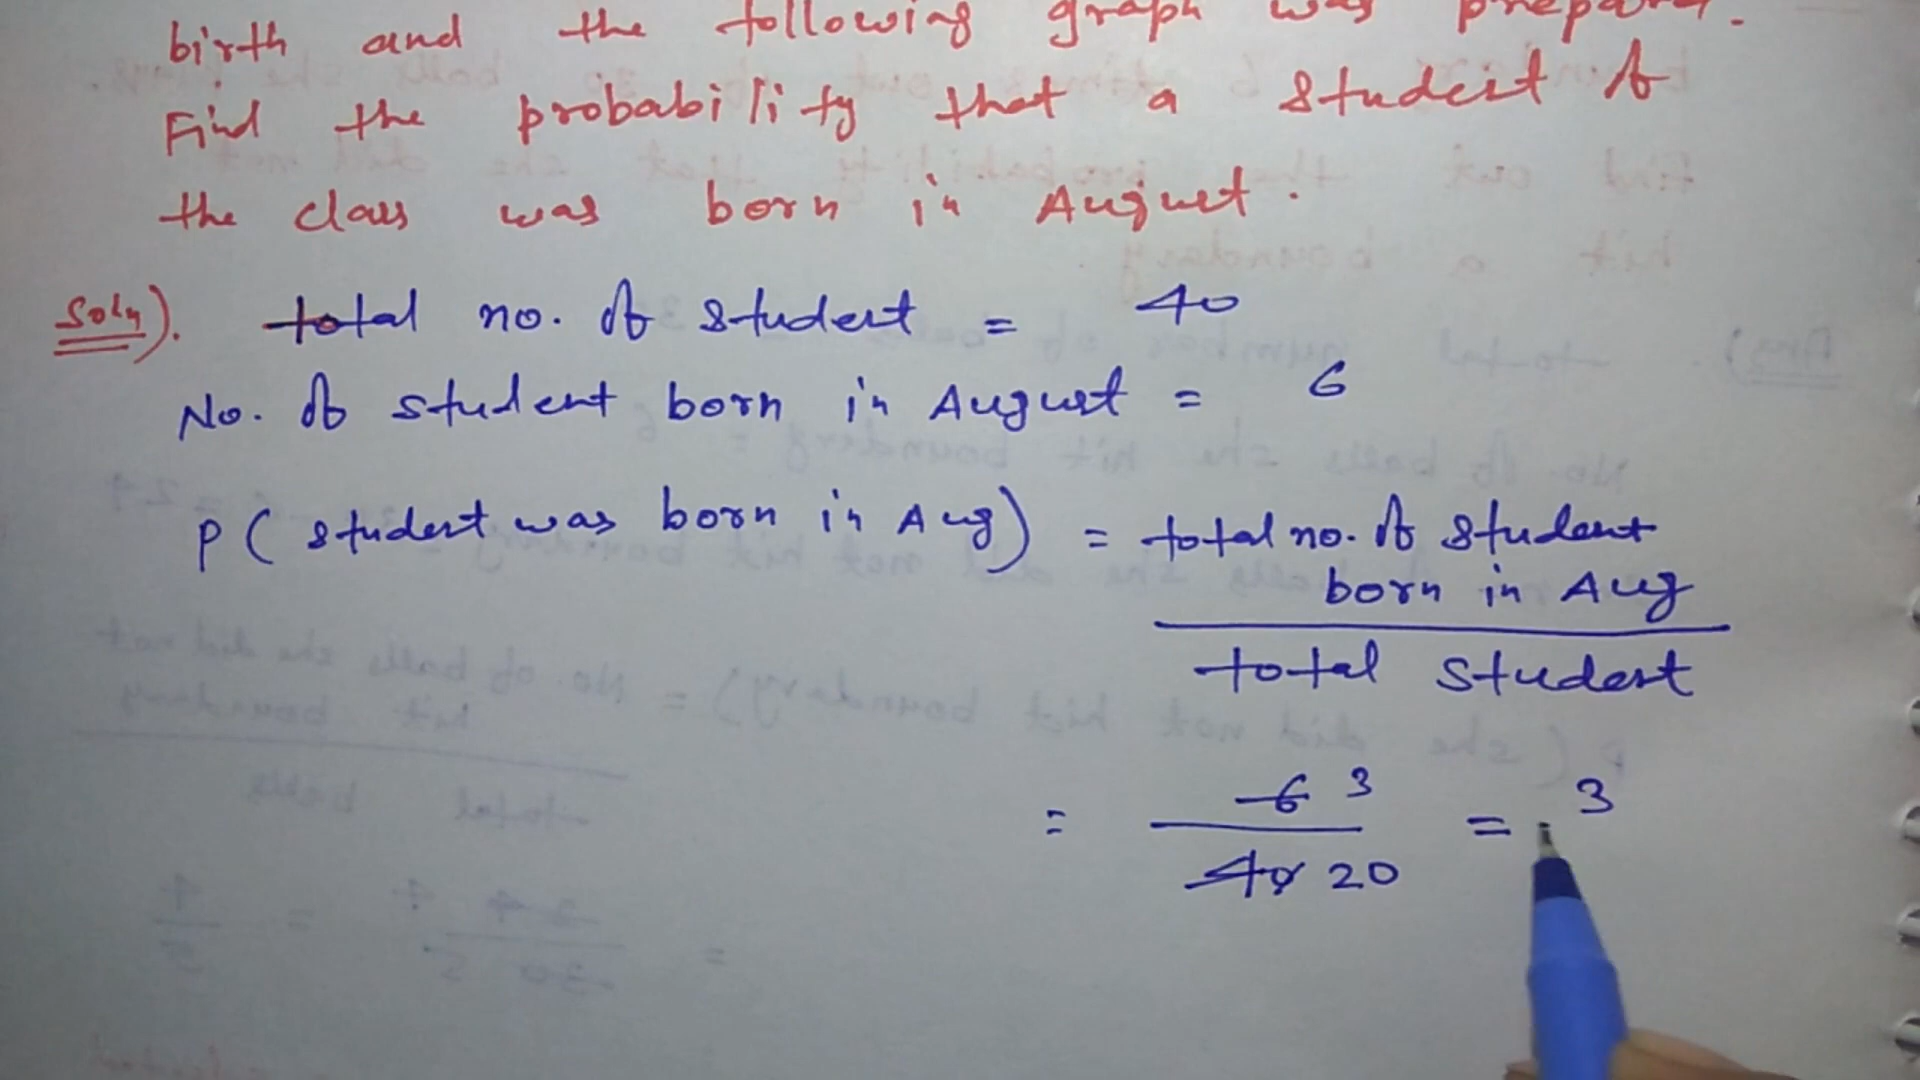 birth and the following graph was prepared.
Find the probability that a student of
the class was born in August.
Soln). total no. of student = 40
No. of student born in August = 6
P ( student was born in Aug) = total no. of student
born in Aug
total student
= 6 3 = 3
40 20